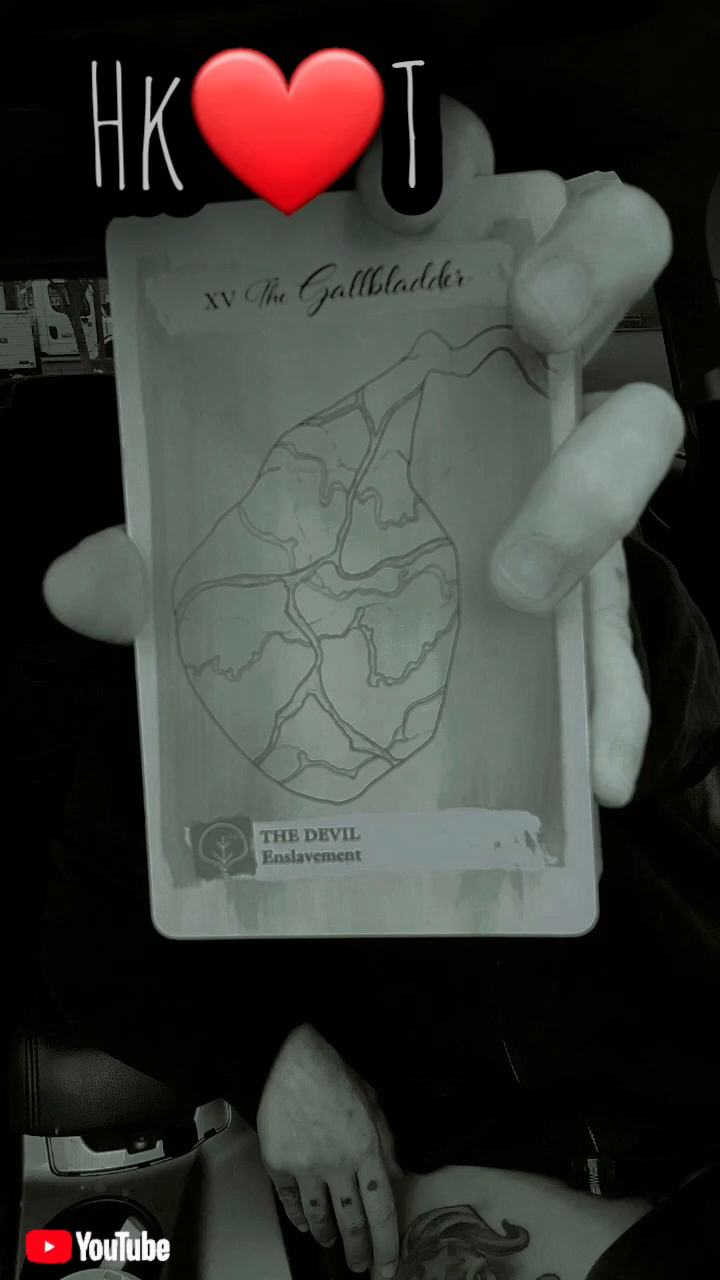 HK❤️T
XV The Gallbladder
THE DEVIL
Enslavement
YouTube